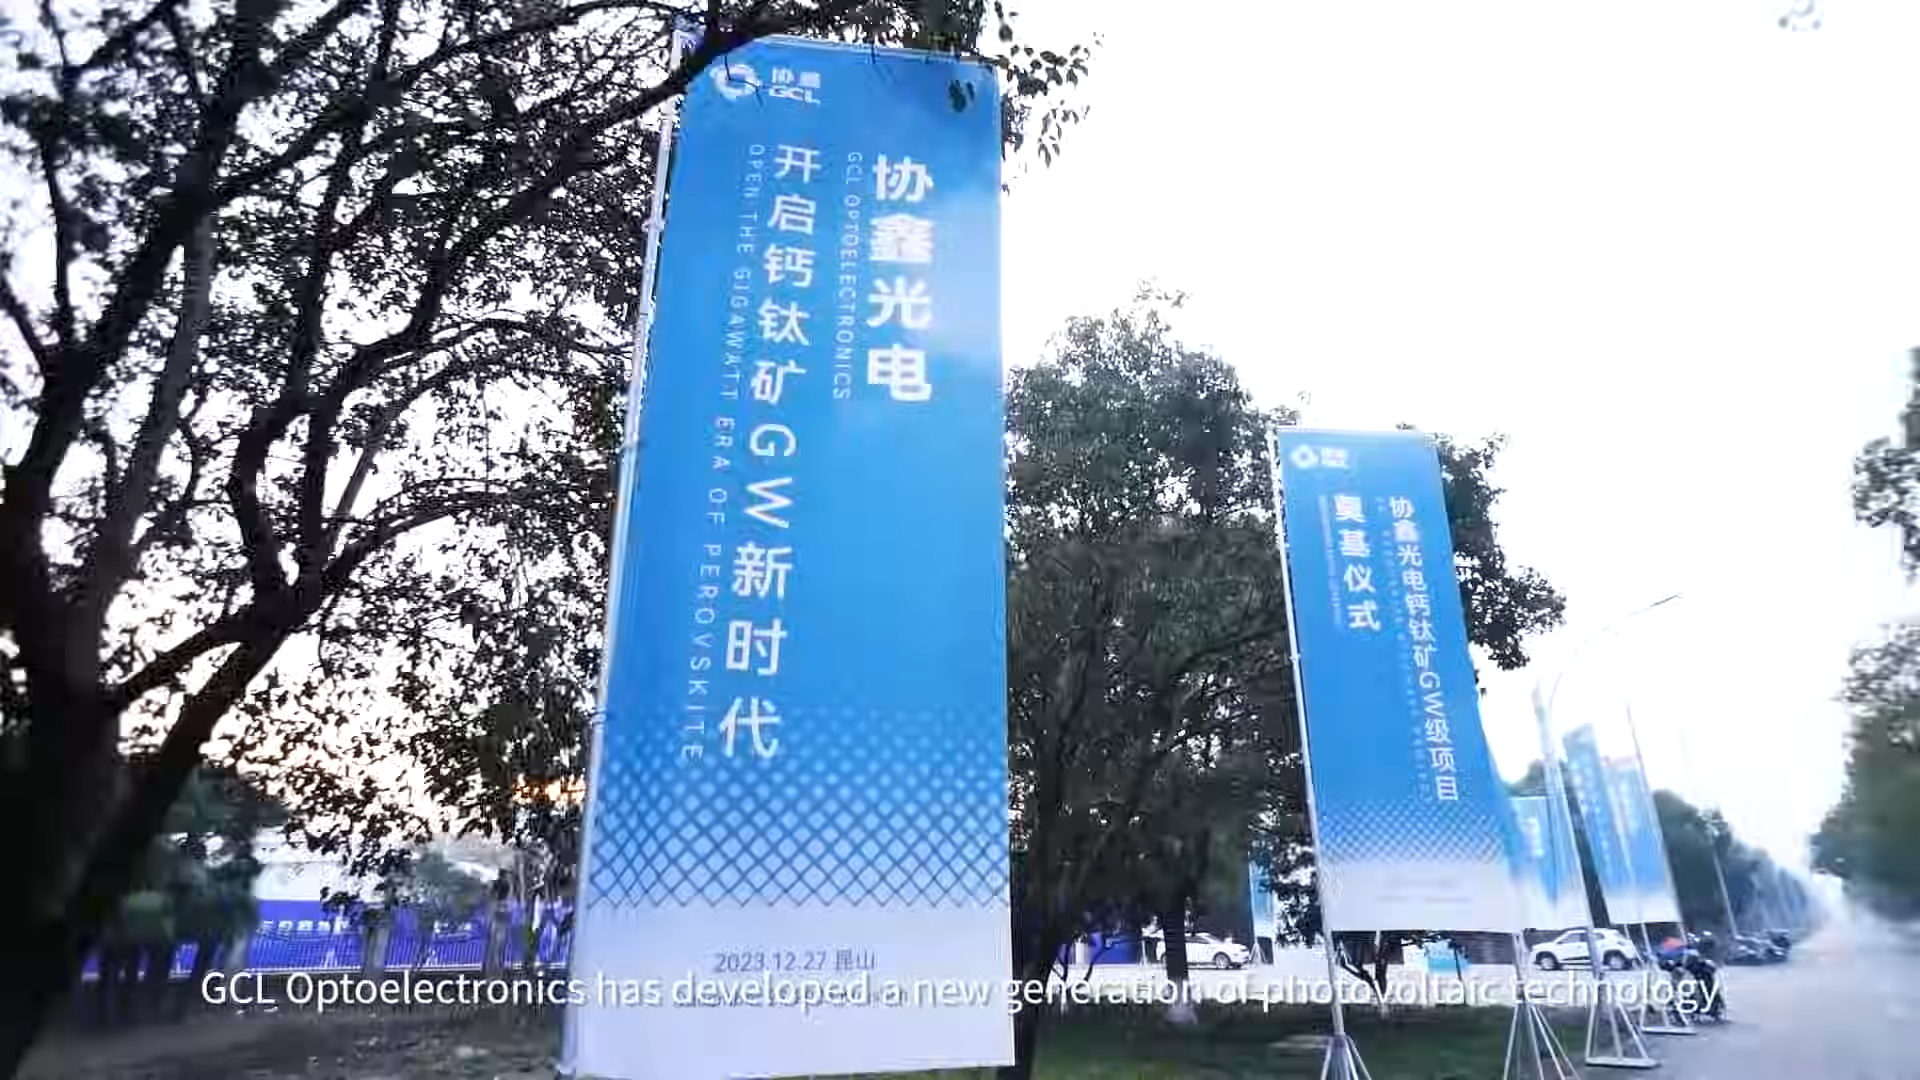 协鑫
GCL
协鑫光电
GCL OPTOELECTRONICS
开启钙钛矿GW新时代
OPEN THE GIGAWATT ERA OF PEROVSKITE
2023.12.27 昆山
协鑫光电钙钛矿GW级项目
奠基仪式
GCL Optoelectronics has developed a new generation of photovoltaic technology